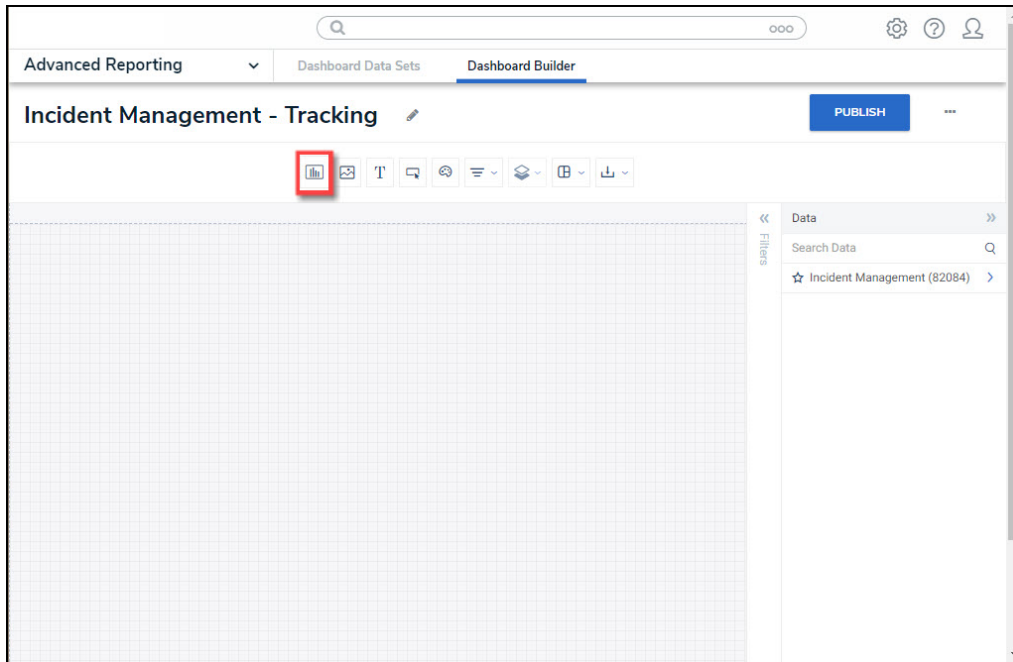 ooo
Advanced Reporting
Dashboard Data Sets
Dashboard Builder
Incident Management - Tracking
PUBLISH
T
Data
Filters
Search Data
Incident Management (82084)